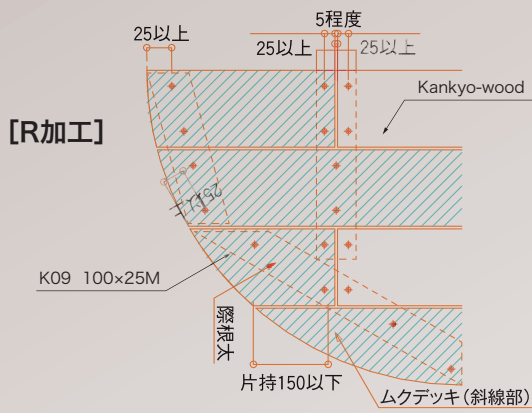 25以上
5程度
25以上
25以上
Kankyo-wood
[R加工]
25以上
K09 100×25M
際根太
片持150以下
ムクデッキ(斜線部)